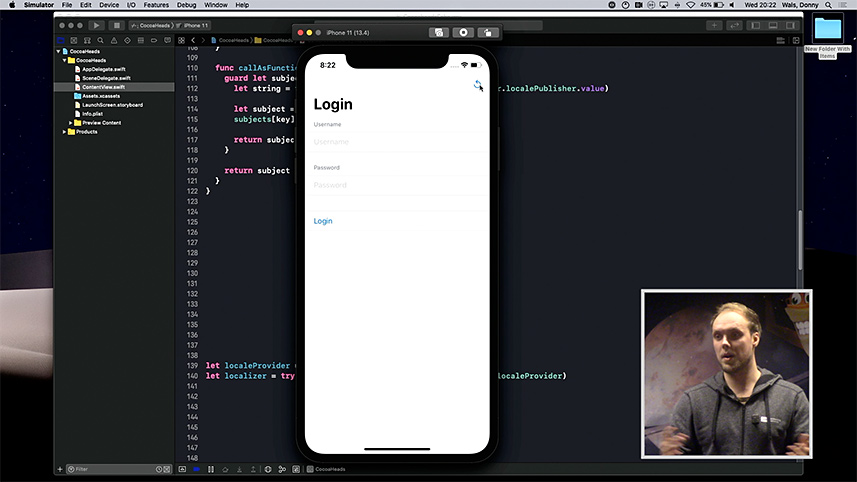 Simulator File Edit Device I/O Features Debug Window Help 45% Wed 20:22 Wals, Donny
CocoaHeads iPhone 11
iPhone 11 (13.4)
New Folder With Items
CocoaHeads
CocoaHeads
AppDelegate.swift
SceneDelegate.swift
ContentView.swift
Assets.xcassets
LaunchScreen.storyboard
Info.plist
Preview Content
Products
Filter
CocoaHeads CocoaHeads
108 }
109
110 func callAsFunc
111 guard let subje
112 let string = r.localePublisher.value)
113
114 let subject =
115 subjects[key]
116
117 return subjec
118 }
119
120 return subject
121 }
122 }
123
124
125
126
127
128
129
130
131
132
133
134
135
136
137
138
139 let localeProvider
140 let localizer = try localeProvider)
141
142
143
144
145
146
147
148
CocoaHeads
8:22
Login
Username
Username
Password
Password
Login